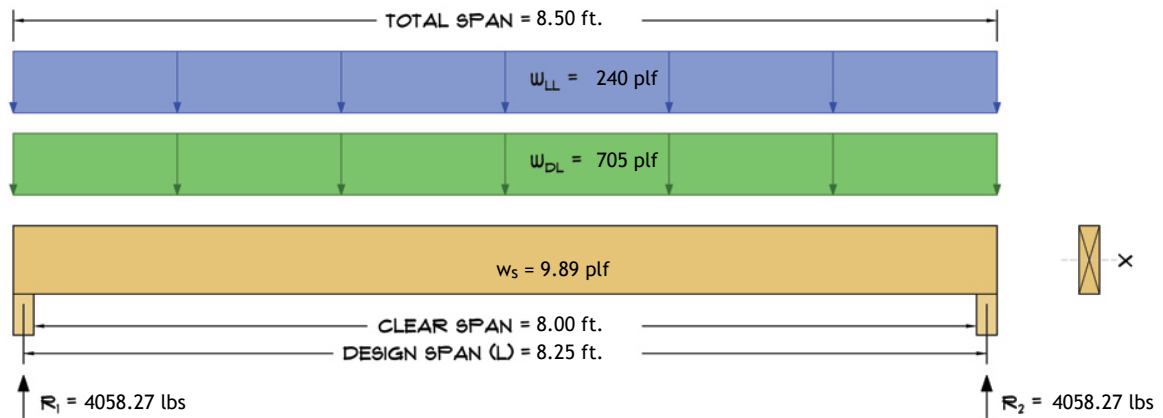 TOTAL SPAN = 8.50 ft.
WLL = 240 plf
WDL = 705 plf
ws = 9.89 plf
X
CLEAR SPAN = 8.00 ft.
DESIGN SPAN (L) = 8.25 ft.
R1 = 4058.27 lbs
R2 = 4058.27 lbs